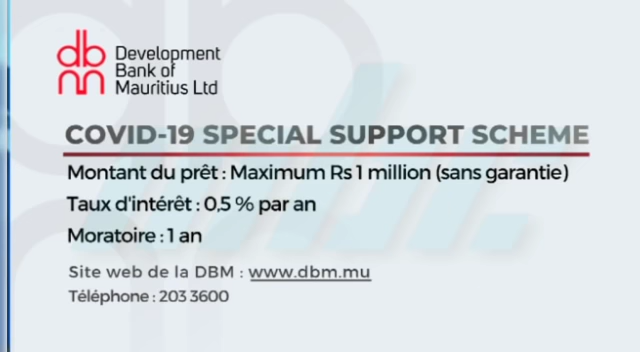 dbm
Development
Bank of
Mauritius Ltd
COVID-19 SPECIAL SUPPORT SCHEME
Montant du prêt : Maximum Rs 1 million (sans garantie)
Taux d'intérêt : 0,5 % par an
Moratoire : 1 an
Site web de la DBM : www.dbm.mu
Téléphone : 203 3600